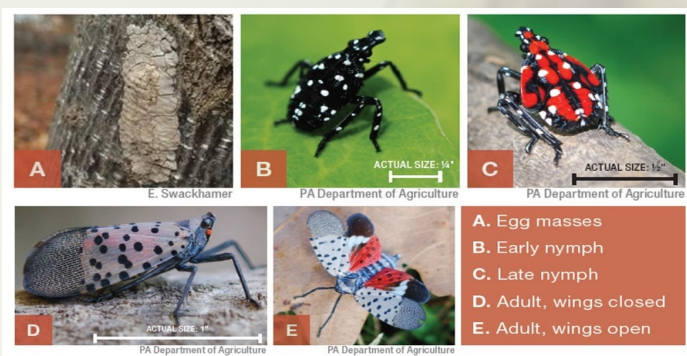 A
E. Swackhamer
B
ACTUAL SIZE: ¼"
PA Department of Agriculture
C
ACTUAL SIZE: ½"
PA Department of Agriculture
D
ACTUAL SIZE: 1"
PA Department of Agriculture
E
PA Department of Agriculture
A. Egg masses
B. Early nymph
C. Late nymph
D. Adult, wings closed
E. Adult, wings open